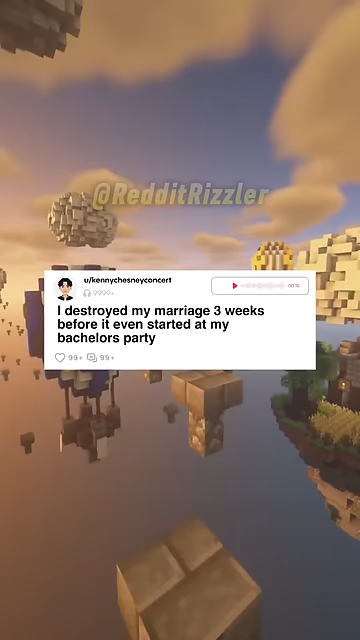 @RedditRizzler
u/kennychesneyconcert
9999+
00:10
I destroyed my marriage 3 weeks
before it even started at my
bachelors party
99+ 99+